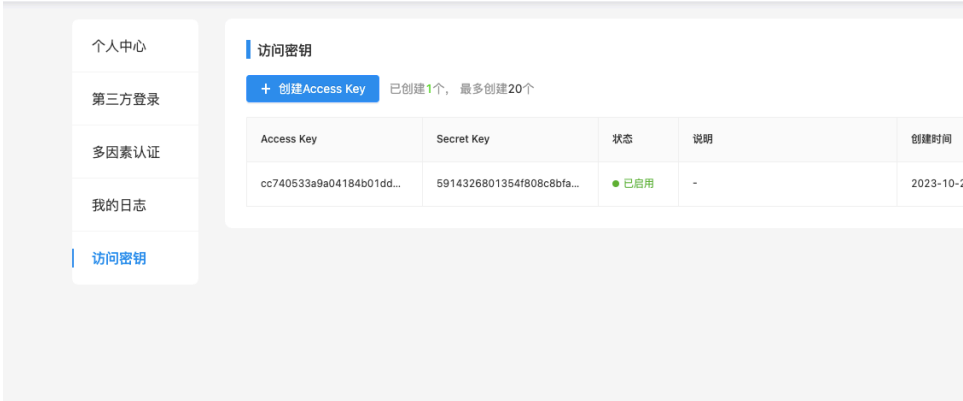 个人中心
第三方登录
多因素认证
我的日志
访问密钥
访问密钥
+ 创建Access Key 已创建1个， 最多创建20个
Access Key Secret Key 状态 说明 创建时间
cc740533a9a04184b01dd... 5914326801354f808c8bfa... 已启用 - 2023-10-2